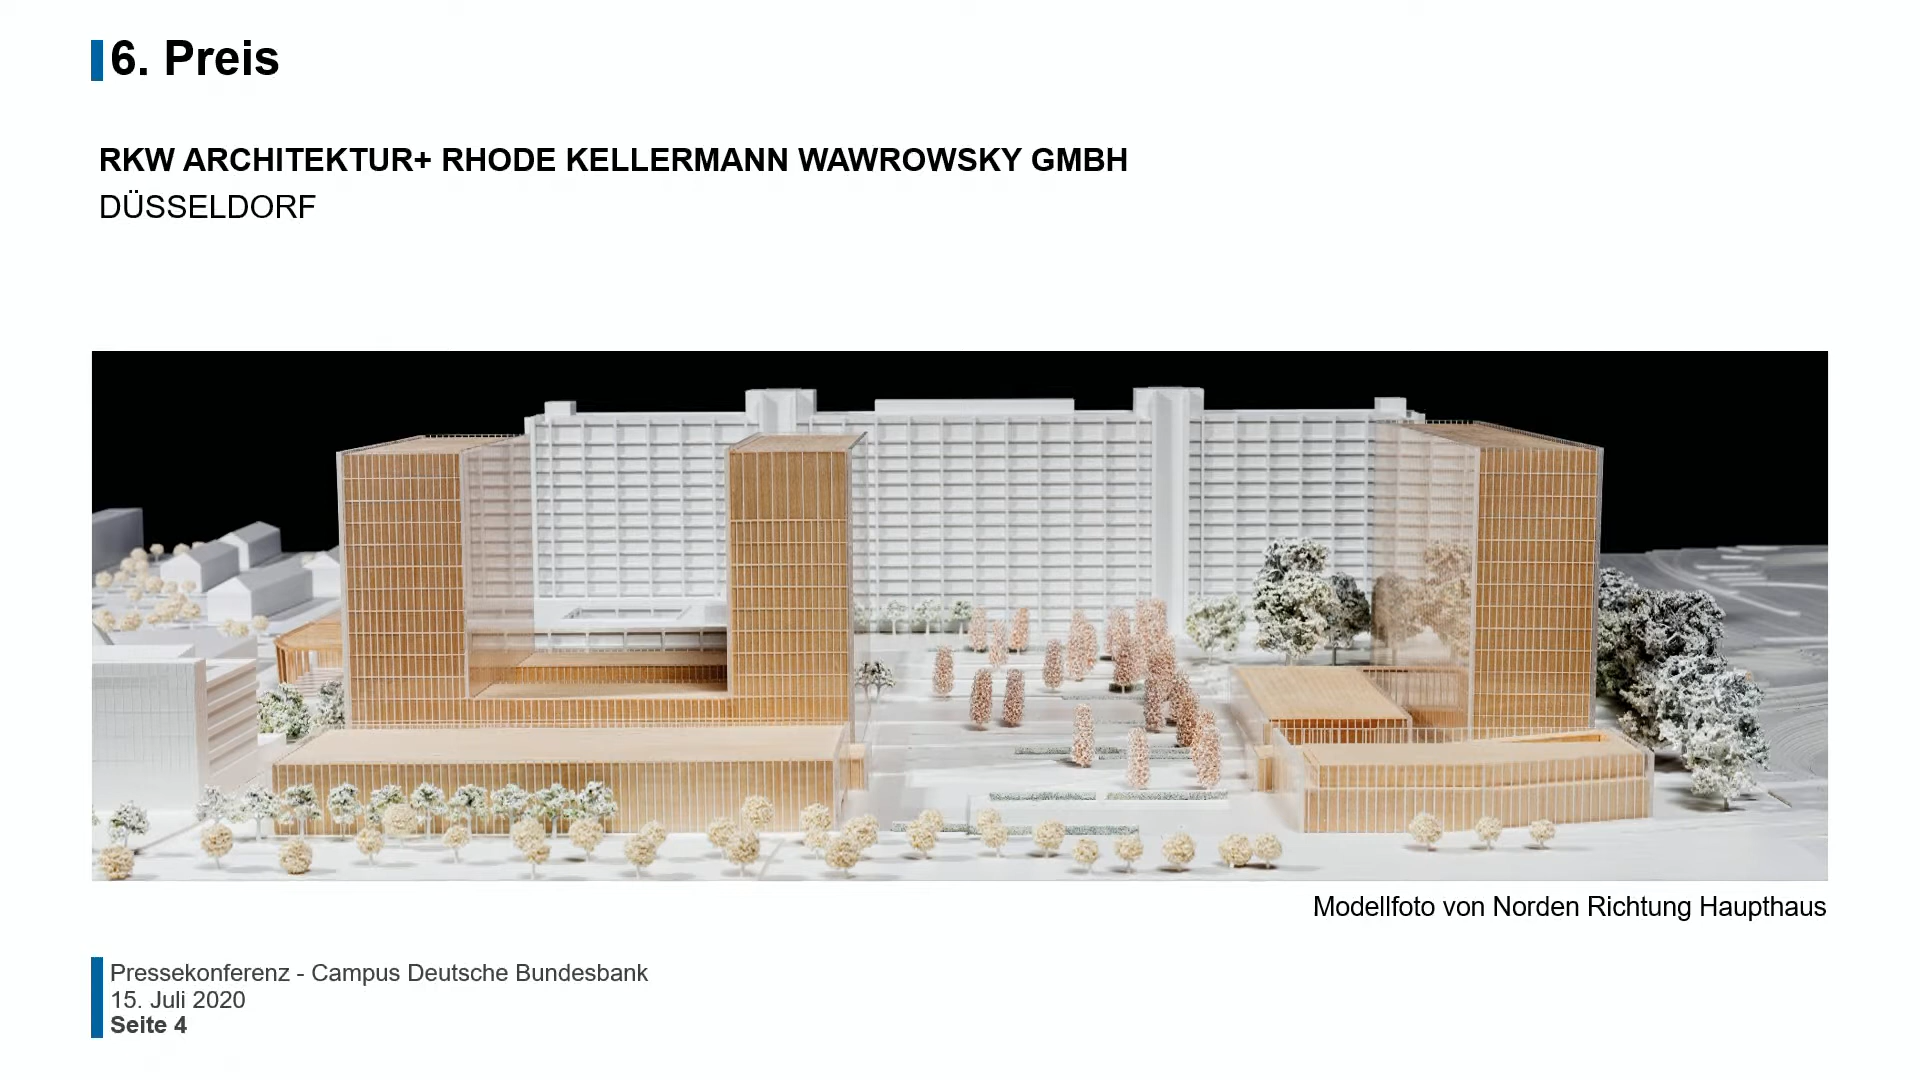 6. Preis
RKW ARCHITEKTUR+ RHODE KELLERMANN WAWROWSKY GMBH
DÜSSELDORF
Modellfoto von Norden Richtung Haupthaus
Pressekonferenz - Campus Deutsche Bundesbank
15. Juli 2020
Seite 4